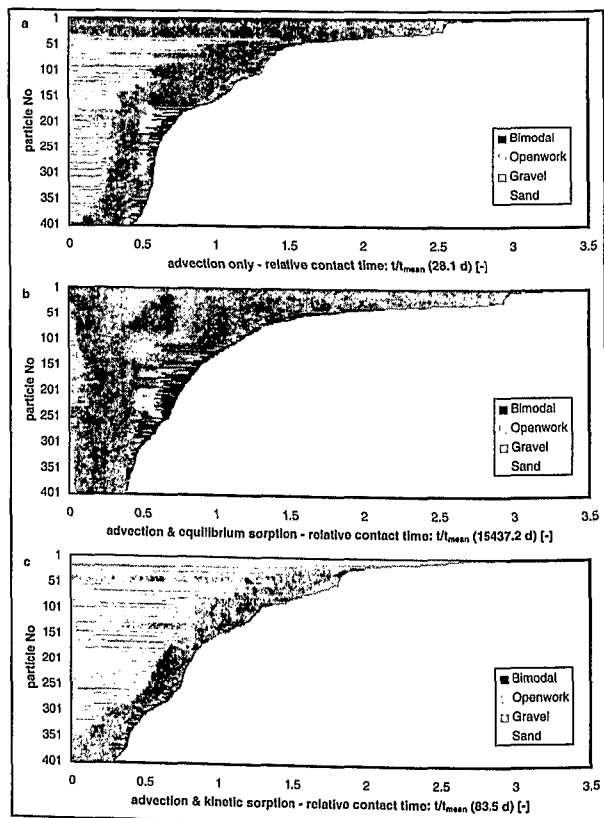 a
particle No
1
51
101
151
201
251
301
351
401
Bimodal
Openwork
Gravel
Sand
0 0.5 1 1.5 2 2.5 3 3.5
advection only - relative contact time: t/tmean (28.1 d) [-]
b
particle No
1
51
101
151
201
251
301
351
401
Bimodal
Openwork
Gravel
Sand
0 0.5 1 1.5 2 2.5 3 3.5
advection & equilibrium sorption - relative contact time: t/tmean (15437.2 d) [-]
c
particle No
1
51
101
151
201
251
301
351
401
Bimodal
Openwork
Gravel
Sand
0 0.5 1 1.5 2 2.5 3 3.5
advection & kinetic sorption - relative contact time: t/tmean (83.5 d) [-]